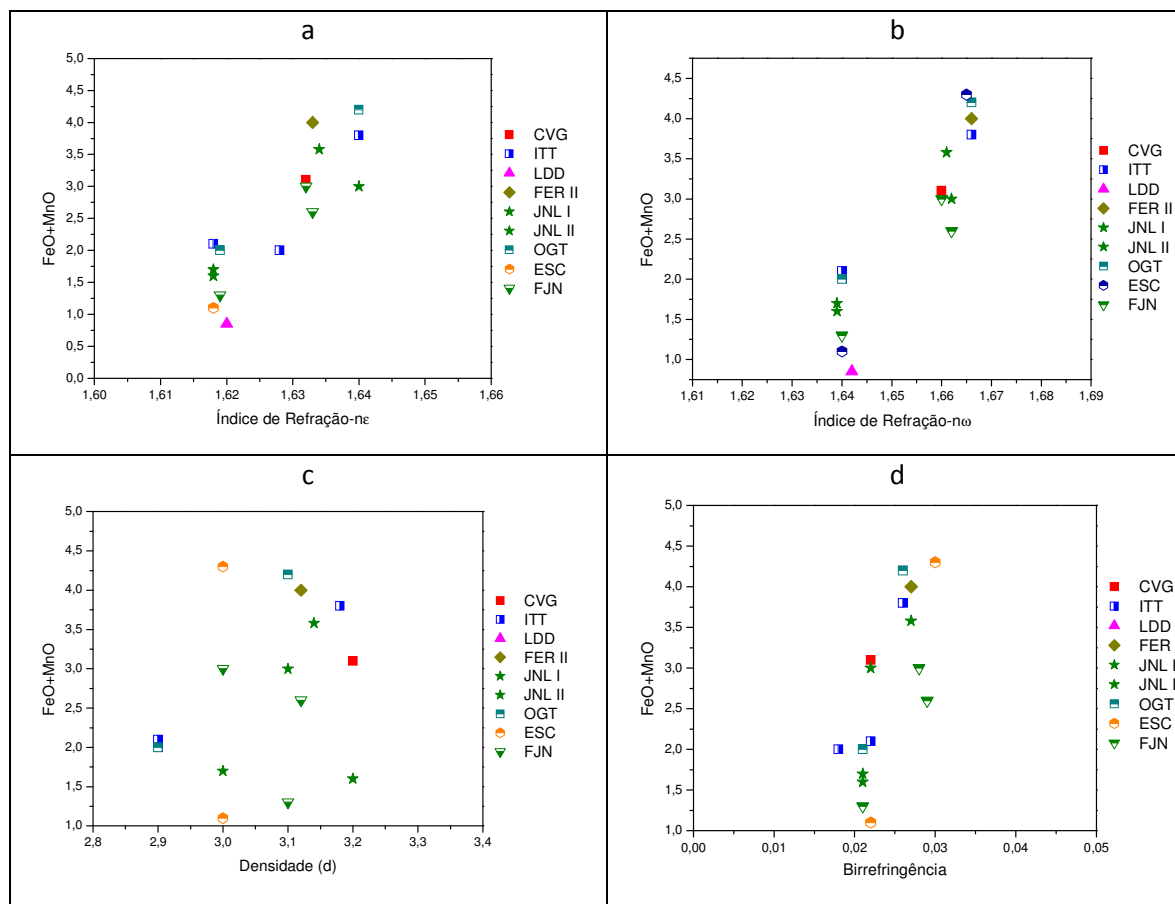 a
FeO+MnO
5,0
4,5
4,0
3,5
3,0
2,5
2,0
1,5
1,0
0,5
0,0
1,60 1,61 1,62 1,63 1,64 1,65 1,66
Índice de Refração-nε
CVG
ITT
LDD
FER II
JNL I
JNL II
OGT
ESC
FJN
b
FeO+MnO
4,5
4,0
3,5
3,0
2,5
2,0
1,5
1,0
1,61 1,62 1,63 1,64 1,65 1,66 1,67 1,68 1,69
Índice de Refração-nω
CVG
ITT
LDD
FER II
JNL I
JNL II
OGT
ESC
FJN
c
FeO+MnO
5,0
4,5
4,0
3,5
3,0
2,5
2,0
1,5
1,0
2,8 2,9 3,0 3,1 3,2 3,3 3,4
Densidade (d)
CVG
ITT
LDD
FER II
JNL I
JNL II
OGT
ESC
FJN
d
FeO+MnO
5,0
4,5
4,0
3,5
3,0
2,5
2,0
1,5
1,0
0,00 0,01 0,02 0,03 0,04 0,05
Birrefringência
CVG
ITT
LDD
FER
JNL I
JNL I
OGT
ESC
FJN